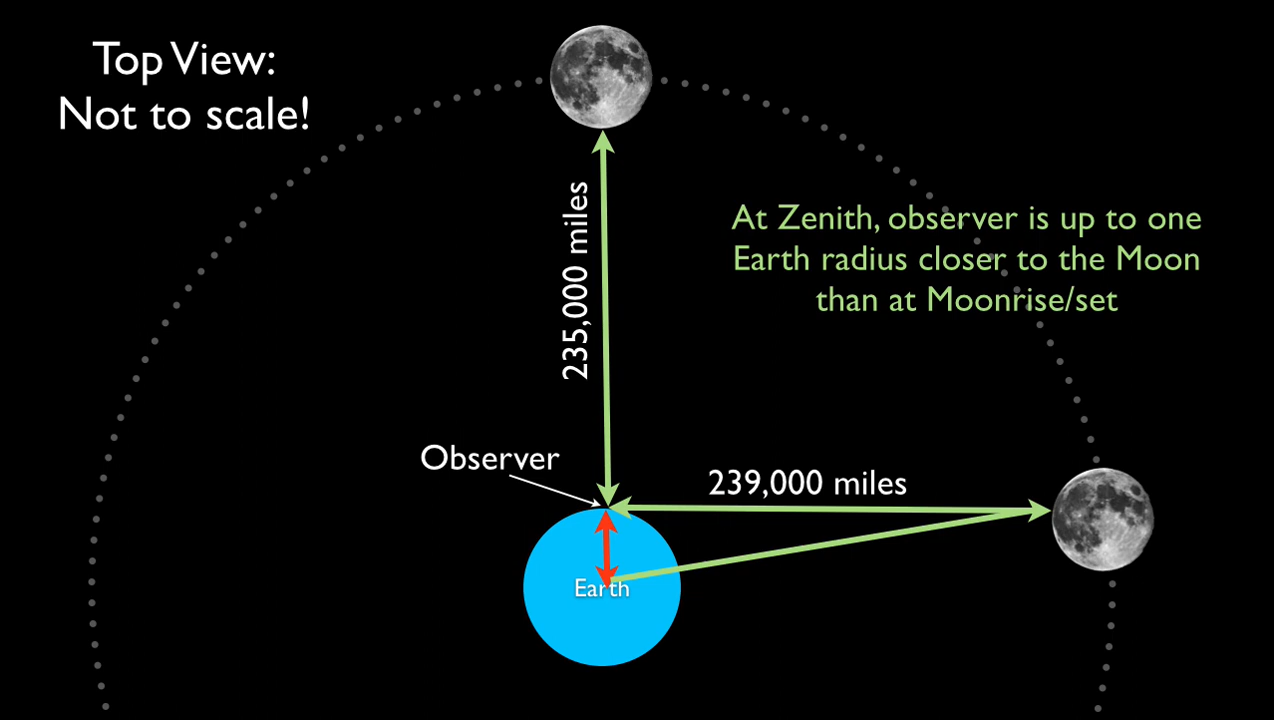 Top View:
Not to scale!
235,000 miles
At Zenith, observer is up to one
Earth radius closer to the Moon
than at Moonrise/set
Observer
239,000 miles
Earth